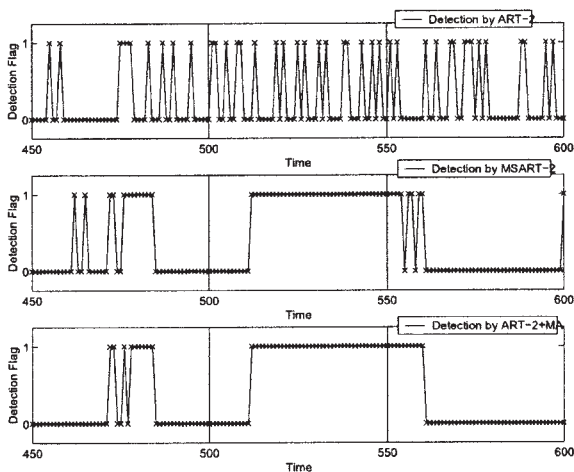 Detection by ART-2
Detection Flag
1
0
450
500
550
600
Time
Detection by MSART-2
Detection Flag
1
0
450
500
550
600
Time
Detection by ART-2+MA
Detection Flag
1
0
450
500
550
600
Time